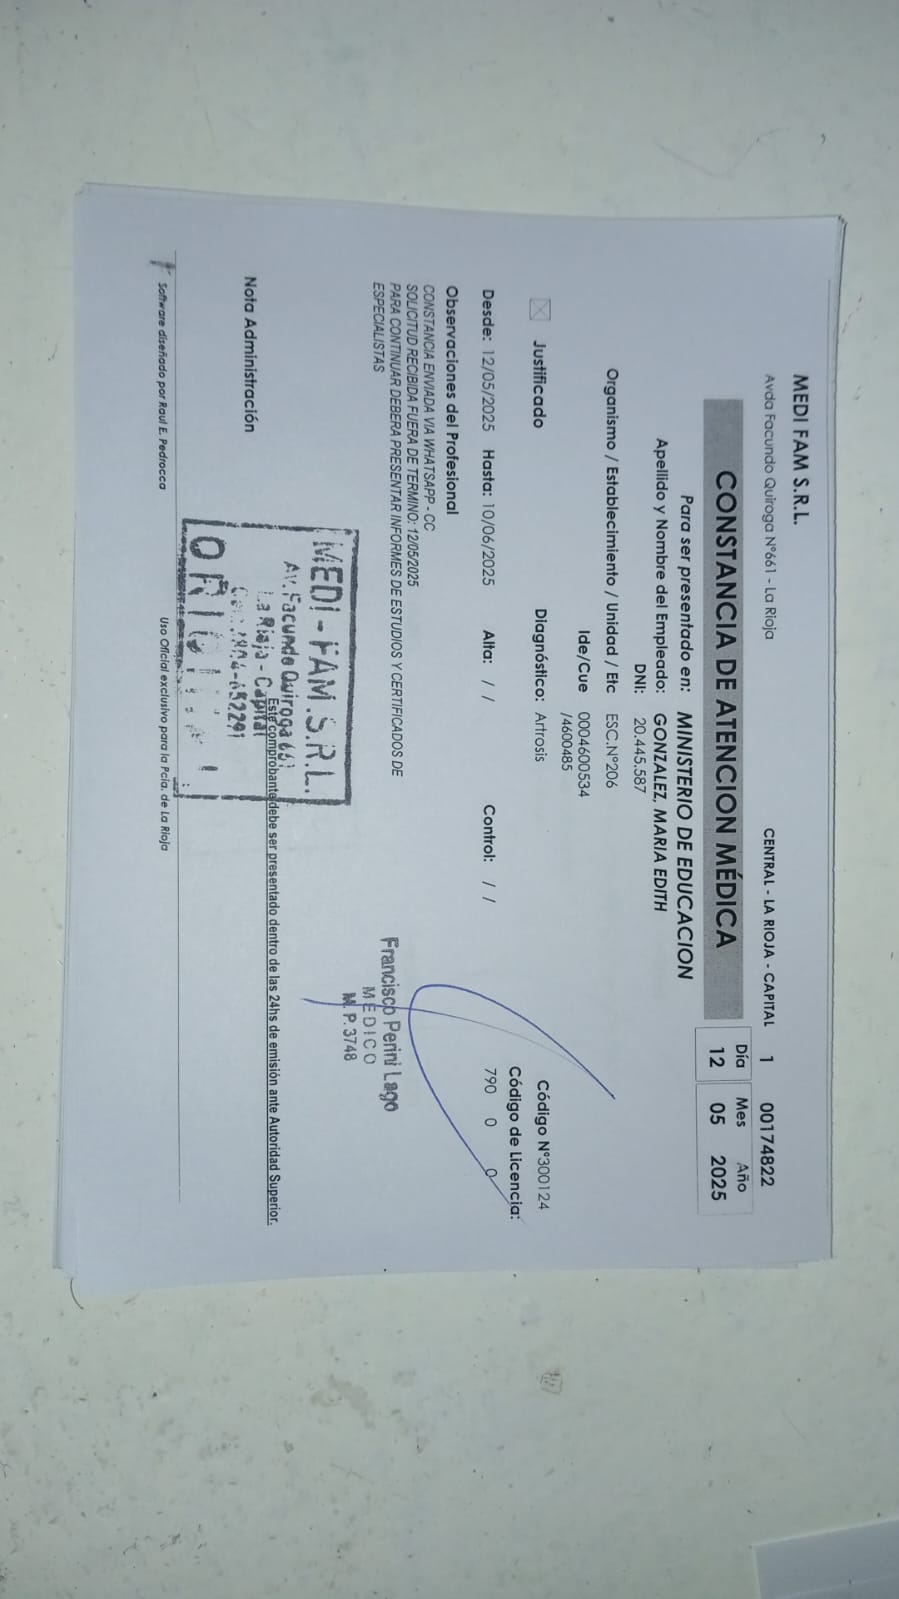 MEDI FAM S.R.L.
Avda Facundo Quiroga N°661 - La Rioja
CENTRAL - LA RIOJA - CAPITAL 1 00174822
CONSTANCIA DE ATENCION MÉDICA
Día Mes Año
12 05 2025
Para ser presentado en: MINISTERIO DE EDUCACION
Apellido y Nombre del Empleado: GONZALEZ, MARIA EDITH
DNI: 20.445.587
Organismo / Establecimiento / Unidad / Etc ESC.N°206
Ide/Cue 0004600534
/4600485
Justificado Diagnóstico: Artrosis
Código N°300124
Código de Licencia:
790 0 0
Desde: 12/05/2025 Hasta: 10/06/2025 Alta: / / Control: / /
Observaciones del Profesional
CONSTANCIA ENVIADA VIA WHATSAPP - CC
SOLICITUD RECIBIDA FUERA DE TERMINO: 12/05/2025
PARA CONTINUAR DEBERA PRESENTAR INFORMES DE ESTUDIOS Y CERTIFICADOS DE
ESPECIALISTAS
Francisco Perini Lago
MÉDICO
M. P. 3748
MEDI - FAM .S.R.L.
AV. Facundo Quiroga 661
La Rioja - Capital
Este comprobante debe ser presentado dentro de las 24hs de emisión ante Autoridad Superior.
Nota Administración
Software diseñado por Raul E. Pedrocca
Uso Oficial exclusivo para la Pcia. de La Rioja